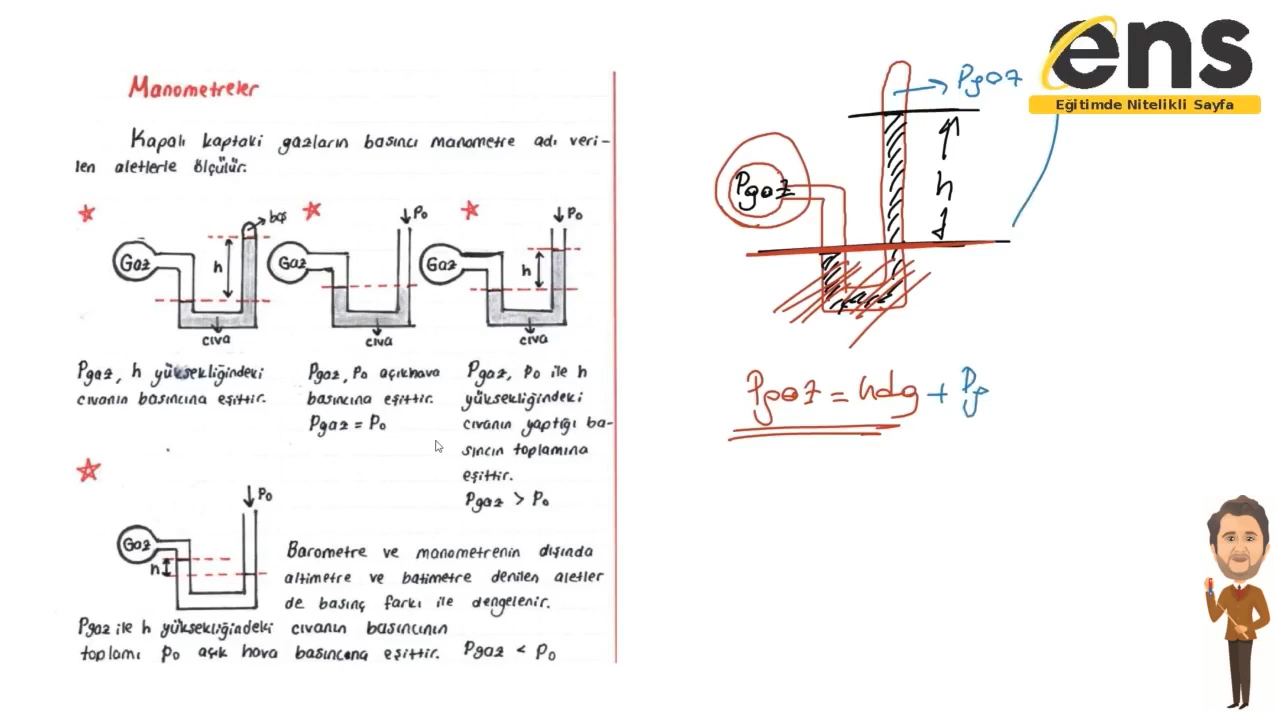 Manometreler
Kapalı kaptaki gazların basıncı manometre adı veri-
len aletlerle ölçülür.
boş
h
Gaz
cıva
P₀
Gaz
cıva
P₀
h
Gaz
cıva
Pgaz, h yüksekliğindeki
cıvanın basıncına eşittir.
Pgaz, P₀ açıkhava
basıncına eşittir.
Pgaz = P₀
Pgaz, P₀ ile h
yüksekliğindeki
cıvanın yaptığı ba-
sıncın toplamına
eşittir.
Pgaz > P₀
P₀
Gaz
h
Barometre ve manometrenin dışında
altimetre ve batimetre denilen aletler
de basınç farkı ile dengelenir.
Pgaz ile h yüksekliğindeki cıvanın basıncının
toplamı P₀ açık hava basıncına eşittir. Pgaz < P₀
Pgaz
Pgaz
h
Pgaz = hdg + Pg
ens
Eğitimde Nitelikli Sayfa